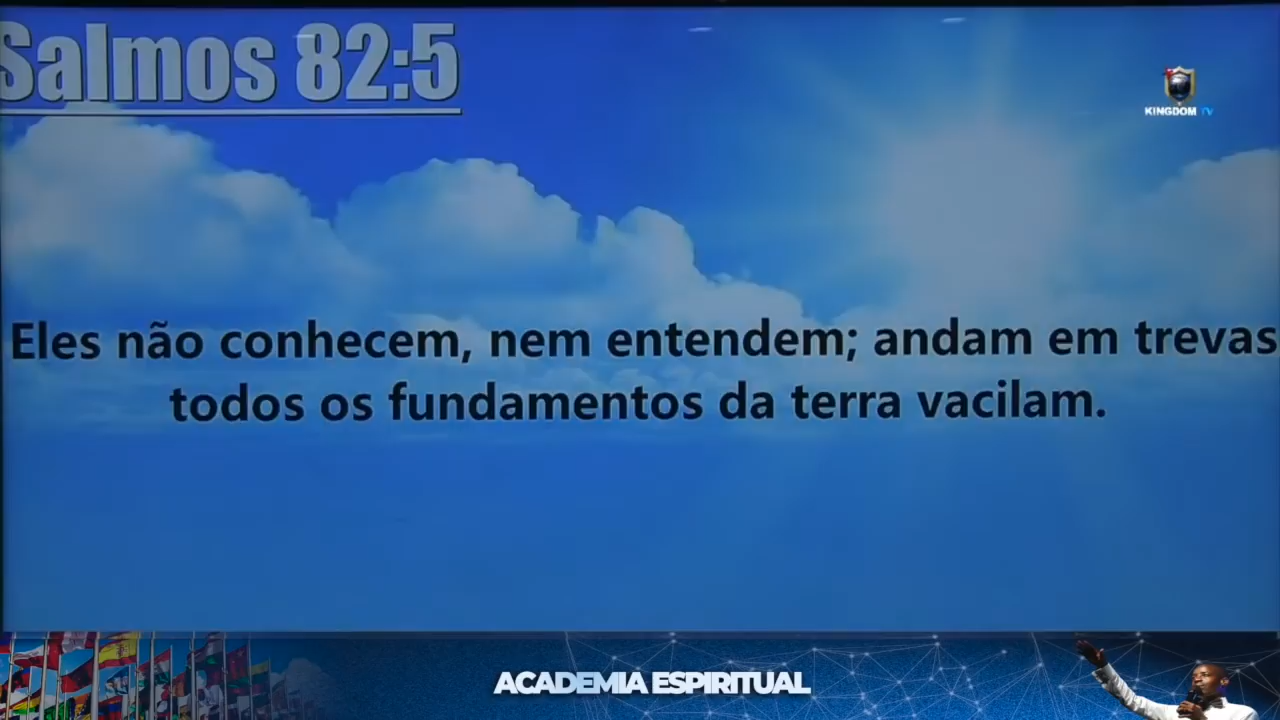 Salmos 82:5
KINGDOM TV
Eles não conhecem, nem entendem; andam em trevas
todos os fundamentos da terra vacilam.
ACADEMIA ESPIRITUAL